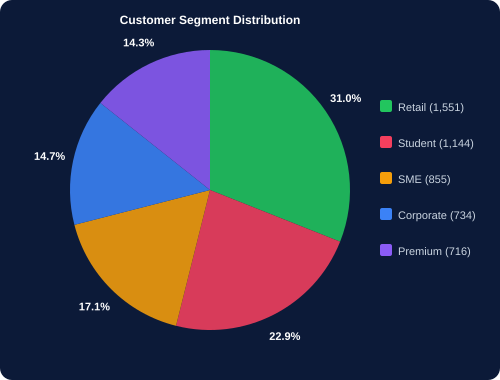 Customer Segment Distribution
14.3%
31.0%
14.7%
17.1%
22.9%
Retail (1,551)
Student (1,144)
SME (855)
Corporate (734)
Premium (716)